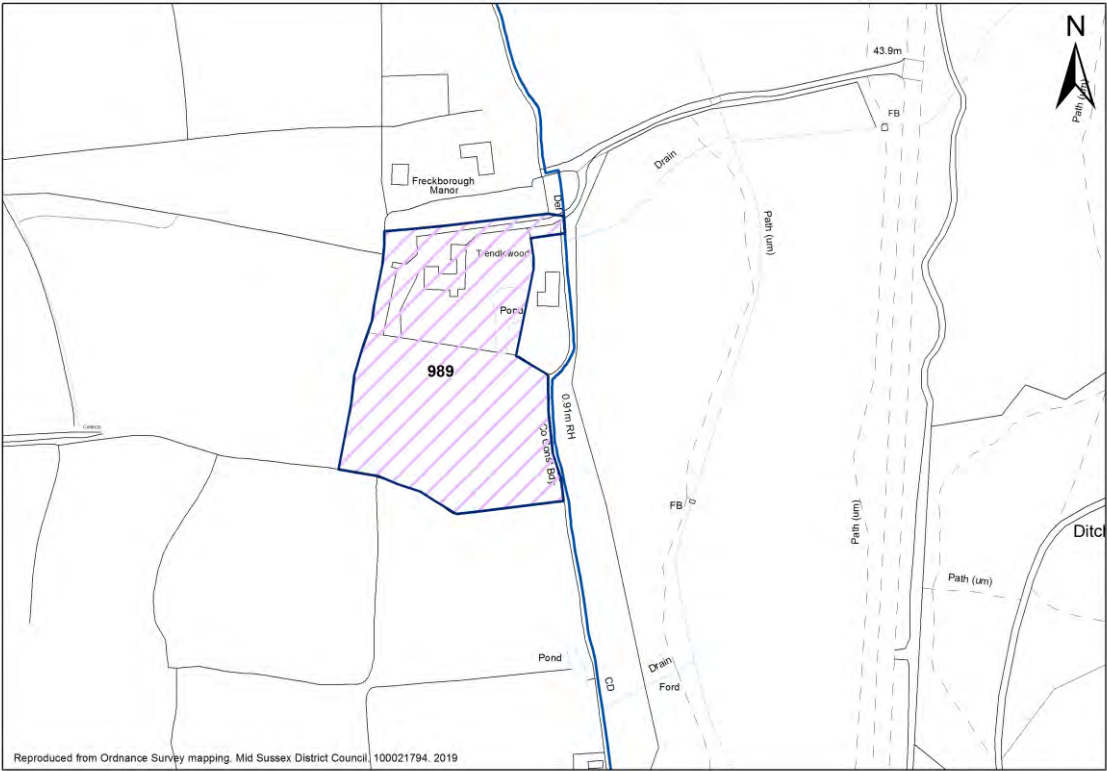 N
43.9m
Path (um)
FB
Drain
Freckborough
Manor
Def
Path (um)
Pond
989
0.91m RH
Co Const Bdy
FB
Path (um)
Ditcl
Path (um)
Pond
Drain
CD
Ford
Reproduced from Ordnance Survey mapping. Mid Sussex District Council. 100021794. 2019